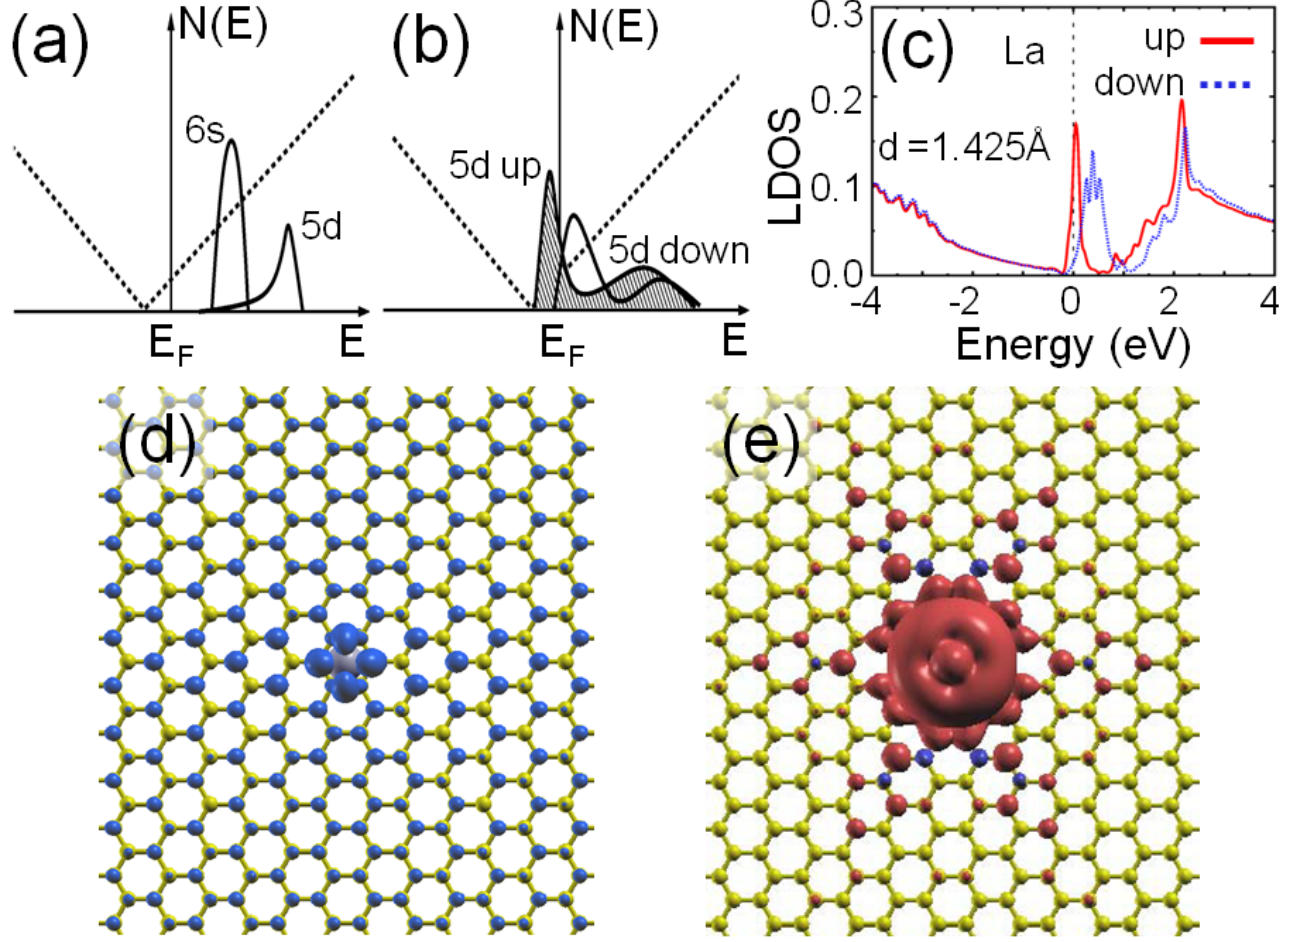 (a)
N(E)
6s
5d
E_F
E
(b)
N(E)
5d up
5d down
E_F
E
(c)
La
up
down
d =1.425Å
LDOS
0.3
0.2
0.1
0.0
-4
-2
0
2
4
Energy (eV)
(d)
(e)